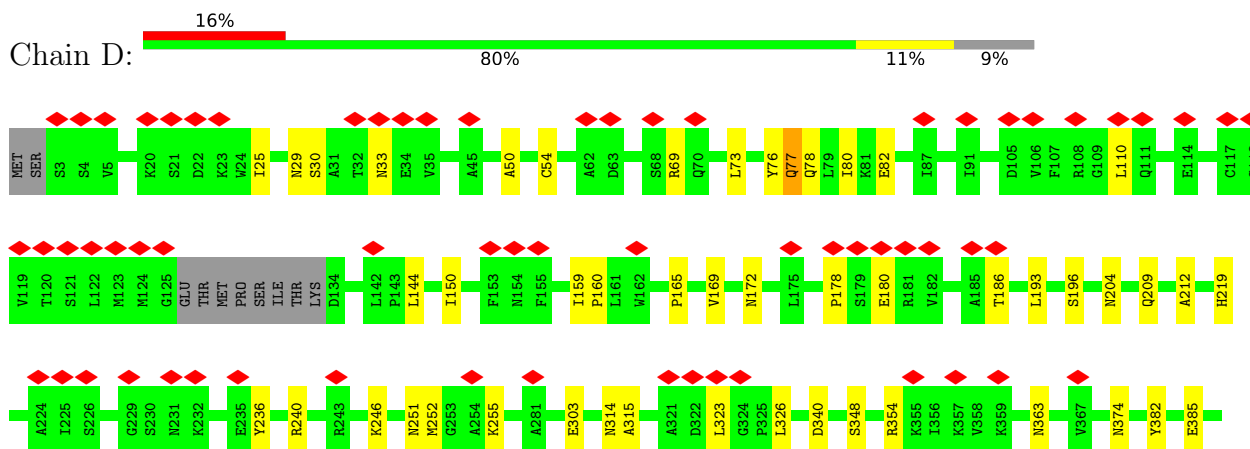 16%
Chain D:
80% 11% 9%
MET SER S3 S4 V5 K20 S21 D22 K23 W24 I25 N29 S30 A31 T32 N33 E34 V35 A45 A50 C54 A62 D63 S68 R69 Q70 L73 Y76 Q77 Q78 L79 I80 K81 E82 I87 I91 D105 V106 F107 R108 G109 L110 Q111 E114 C117
V119 T120 S121 L122 M123 M124 G125 GLU THR MET PRO SER ILE THR LYS D134 L142 P143 L144 I150 F153 N154 F155 I159 P160 L161 W162 P165 V169 N172 L175 P178 S179 E180 R181 V182 A185 T186 L193 S196 N204 Q209 A212 H219
A224 I225 S226 G229 S230 N231 K232 E235 Y236 R240 R243 K246 N251 M252 G253 A254 K255 A281 E303 N314 A315 A321 D322 L323 G324 P325 L326 D340 S348 R354 K355 I356 K357 V358 K359 N363 V367 N374 Y382 E385